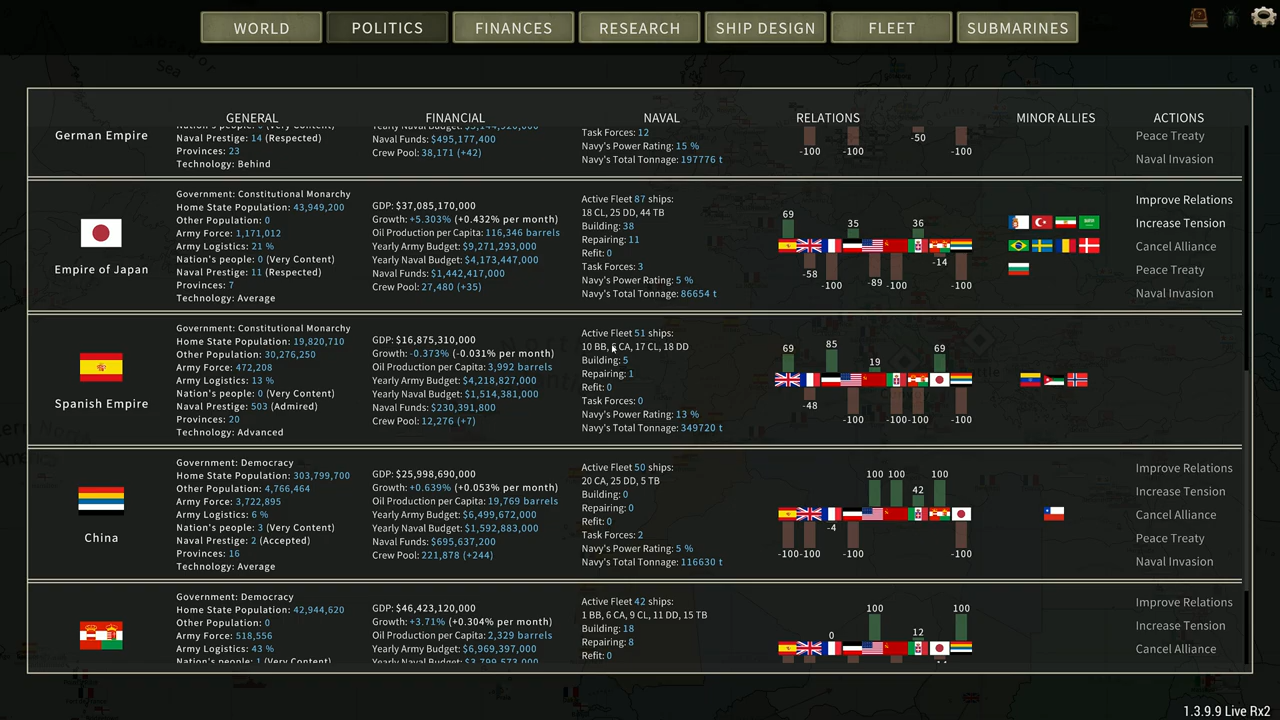 WORLD
POLITICS
FINANCES
RESEARCH
SHIP DESIGN
FLEET
SUBMARINES
GENERAL
FINANCIAL
NAVAL
RELATIONS
MINOR ALLIES
ACTIONS
German Empire
Naval Prestige: 14 (Respected)
Provinces: 23
Technology: Behind
Naval Funds: $495,177,400
Crew Pool: 38,171 (+42)
Task Forces: 12
Navy's Power Rating: 15 %
Navy's Total Tonnage: 197776 t
-100
-100
-50
-100
Peace Treaty
Naval Invasion
Empire of Japan
Government: Constitutional Monarchy
Home State Population: 43,949,200
Other Population: 0
Army Force: 1,171,012
Army Logistics: 21 %
Nation's people: 0 (Very Content)
Naval Prestige: 11 (Respected)
Provinces: 7
Technology: Average
GDP: $37,085,170,000
Growth: +5.303% (+0.432% per month)
Oil Production per Capita: 116,346 barrels
Yearly Army Budget: $9,271,293,000
Yearly Naval Budget: $4,173,447,000
Naval Funds: $1,442,417,000
Crew Pool: 27,480 (+35)
Active Fleet 87 ships:
18 CL, 25 DD, 44 TB
Building: 38
Repairing: 11
Refit: 0
Task Forces: 3
Navy's Power Rating: 5 %
Navy's Total Tonnage: 86654 t
69
35
36
-58
-100
-89
-100
-14
-100
Improve Relations
Increase Tension
Cancel Alliance
Peace Treaty
Naval Invasion
Spanish Empire
Government: Constitutional Monarchy
Home State Population: 19,820,710
Other Population: 30,276,250
Army Force: 472,208
Army Logistics: 13 %
Nation's people: 0 (Very Content)
Naval Prestige: 503 (Admired)
Provinces: 20
Technology: Advanced
GDP: $16,875,310,000
Growth: -0.373% (-0.031% per month)
Oil Production per Capita: 3,992 barrels
Yearly Army Budget: $4,218,827,000
Yearly Naval Budget: $1,514,381,000
Naval Funds: $230,391,800
Crew Pool: 12,276 (+7)
Active Fleet 51 ships:
10 BB, CA, 17 CL, 18 DD
Building: 5
Repairing: 1
Refit: 0
Task Forces: 0
Navy's Power Rating: 13 %
Navy's Total Tonnage: 349720 t
69
85
19
69
-48
-100
-100
-100
-100
China
Government: Democracy
Home State Population: 303,799,700
Other Population: 4,766,464
Army Force: 3,722,895
Army Logistics: 6 %
Nation's people: 3 (Very Content)
Naval Prestige: 2 (Accepted)
Provinces: 16
Technology: Average
GDP: $25,998,690,000
Growth: +0.639% (+0.053% per month)
Oil Production per Capita: 19,769 barrels
Yearly Army Budget: $6,499,672,000
Yearly Naval Budget: $1,592,883,000
Naval Funds: $695,637,200
Crew Pool: 221,878 (+244)
Active Fleet 50 ships:
20 CA, 25 DD, 5 TB
Building: 0
Repairing: 0
Refit: 0
Task Forces: 2
Navy's Power Rating: 5 %
Navy's Total Tonnage: 116630 t
100
100
42
100
-100
-100
-4
-100
-100
Improve Relations
Increase Tension
Cancel Alliance
Peace Treaty
Naval Invasion
Government: Democracy
Home State Population: 42,944,620
Other Population: 0
Army Force: 518,556
Army Logistics: 43 %
Nation's people: 1 (Very Content)
GDP: $46,423,120,000
Growth: +3.71% (+0.304% per month)
Oil Production per Capita: 2,329 barrels
Yearly Army Budget: $6,969,397,000
Yearly Naval Budget: $3,799,573,000
Active Fleet 42 ships:
1 BB, 6 CA, 9 CL, 11 DD, 15 TB
Building: 18
Repairing: 8
Refit: 0
0
100
12
100
Improve Relations
Increase Tension
Cancel Alliance
1.3.9.9 Live Rx2